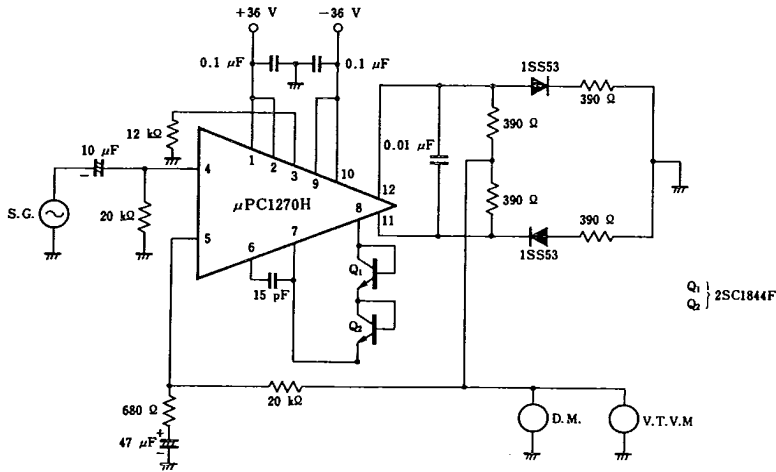 +36 V
−36 V
0.1 μF
0.1 μF
1SS53
390 Ω
12 kΩ
390 Ω
0.01 μF
10 μF
−
1
2
3
9
10
4
12
S.G.
μPC1270H
20 kΩ
8
11
390 Ω
390 Ω
5
6
7
1SS53
Q₁
15 pF
Q₂
Q₁
Q₂ } 2SC1844F
20 kΩ
680 Ω
D.M.
V.T.V.M
+
47 μF
−